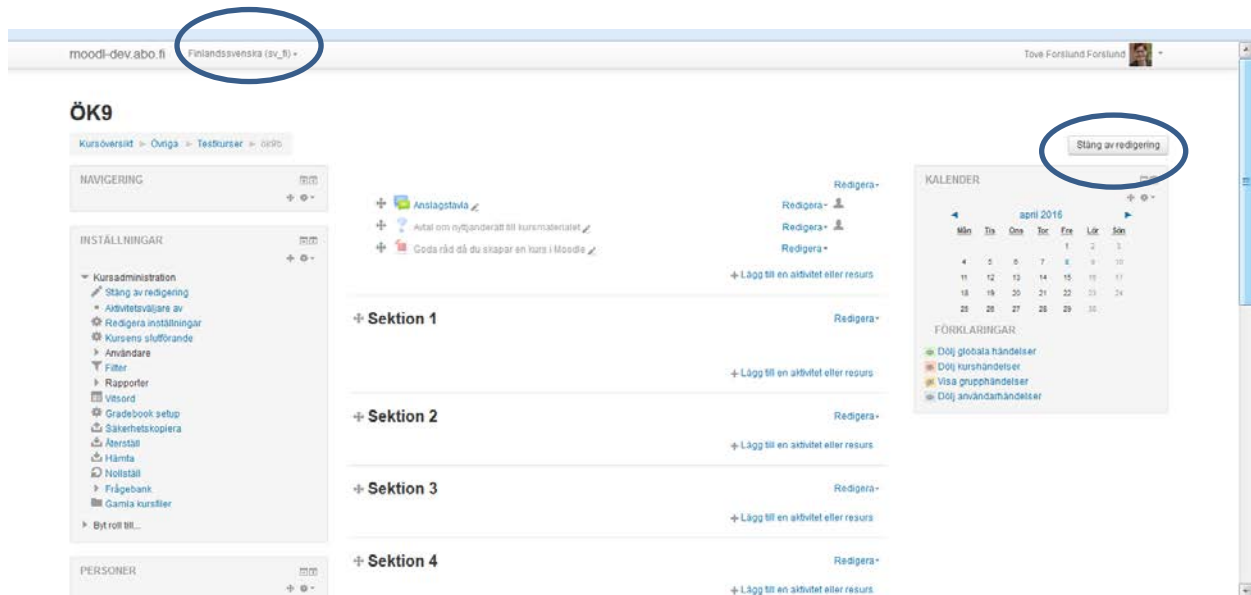 moodl-dev.abo.fi Finlandssvenska (sv_fi) Tove Forslund Forslund
ÖK9
Kursöversikt Övriga Testkurser ök9b
Stäng av redigering
NAVIGERING
INSTÄLLNINGAR
Kursadministration
Stäng av redigering
Aktivitetsväljare av
Redigera inställningar
Kursens slutförande
Användare
Filter
Rapporter
Vitsord
Gradebook setup
Säkerhetskopiera
Återställ
Hämta
Nollställ
Frågebank
Gamla kursfiler
Byt roll till...
PERSONER
Redigera
Anslagstavla Redigera
Avtal om nyttjanderätt till kursmaterialet Redigera
Goda råd då du skapar en kurs i Moodle Redigera
Lägg till en aktivitet eller resurs
Sektion 1 Redigera
Lägg till en aktivitet eller resurs
Sektion 2 Redigera
Lägg till en aktivitet eller resurs
Sektion 3 Redigera
Lägg till en aktivitet eller resurs
Sektion 4 Redigera
Lägg till en aktivitet eller resurs
KALENDER
april 2016
Mån Tis Ons Tor Fre Lör Sön
1 2 3
4 5 6 7 8 9 10
11 12 13 14 15 16 17
18 19 20 21 22 23 24
25 26 27 28 29 30
FÖRKLARINGAR
Dölj globala händelser
Dölj kurshändelser
Visa grupphändelser
Dölj användarhändelser